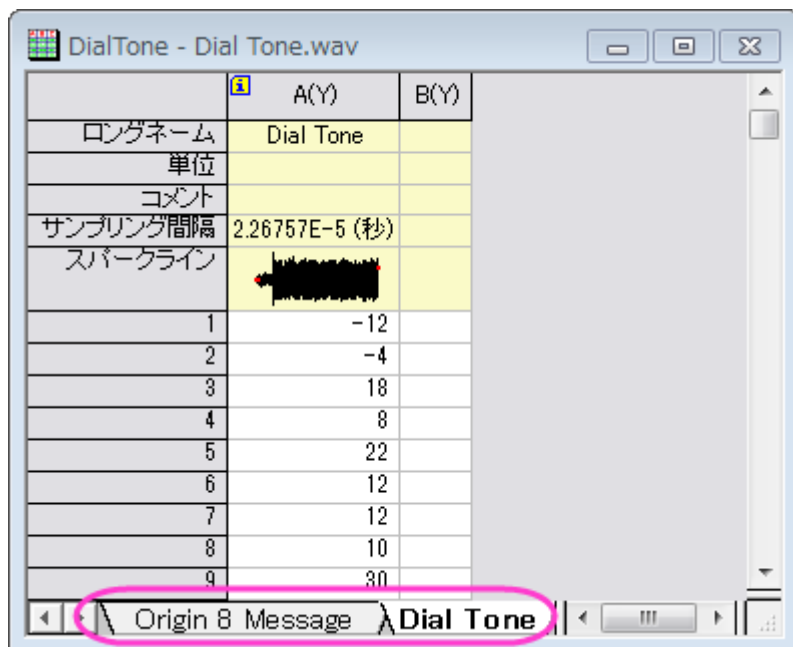 DialTone - Dial Tone.wav
A(Y) B(Y)
ロングネーム Dial Tone
単位
コメント
サンプリング間隔 2.26757E-5 (秒)
スパークライン
1 -12
2 -4
3 18
4 8
5 22
6 12
7 12
8 10
9 30
Origin 8 Message Dial Tone